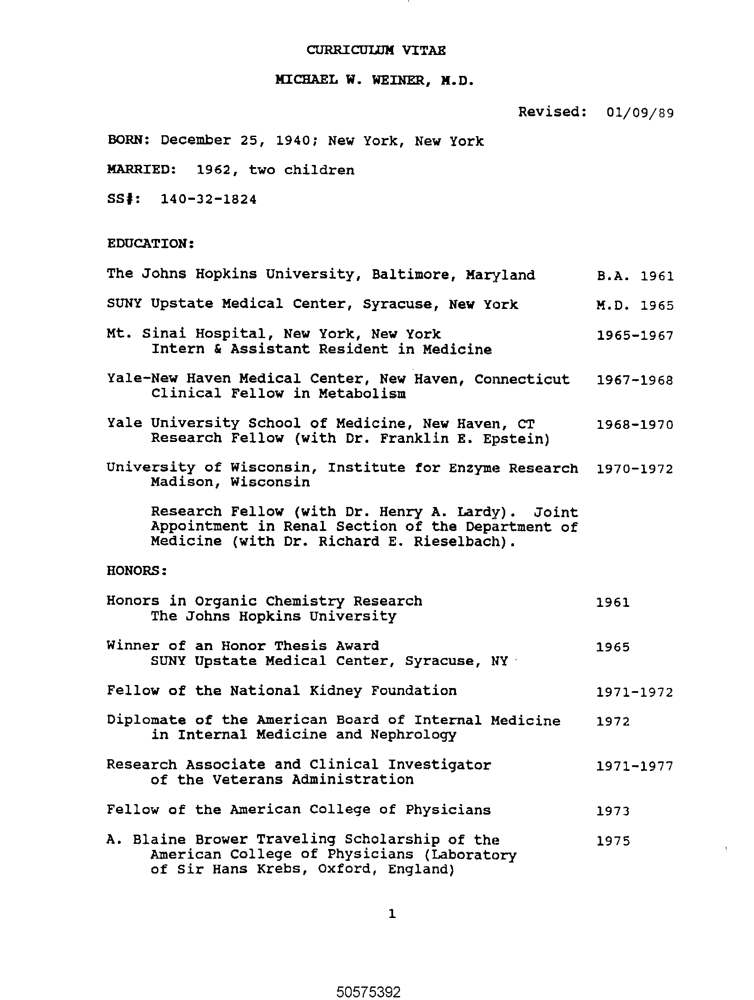 CURRICULUM VITAE
MICHAEL W. WEINER, M.D.
Revised: 01/09/89
BORN: December 25, 1940; New York, New York
MARRIED: 1962, two children
SS#: 140-32-1824
EDUCATION:
The Johns Hopkins University, Baltimore, Maryland B.A. 1961
SUNY Upstate Medical Center, Syracuse, New York M.D. 1965
Mt. Sinai Hospital, New York, New York 1965-1967
Intern & Assistant Resident in Medicine
Yale-New Haven Medical Center, New Haven, Connecticut 1967-1968
Clinical Fellow in Metabolism
Yale University School of Medicine, New Haven, CT 1968-1970
Research Fellow (with Dr. Franklin E. Epstein)
University of Wisconsin, Institute for Enzyme Research 1970-1972
Madison, Wisconsin
Research Fellow (with Dr. Henry A. Lardy). Joint
Appointment in Renal Section of the Department of
Medicine (with Dr. Richard E. Rieselbach).
HONORS:
Honors in Organic Chemistry Research 1961
The Johns Hopkins University
Winner of an Honor Thesis Award 1965
SUNY Upstate Medical Center, Syracuse, NY
Fellow of the National Kidney Foundation 1971-1972
Diplomate of the American Board of Internal Medicine 1972
in Internal Medicine and Nephrology
Research Associate and Clinical Investigator 1971-1977
of the Veterans Administration
Fellow of the American College of Physicians 1973
A. Blaine Brower Traveling Scholarship of the 1975
American College of Physicians (Laboratory
of Sir Hans Krebs, Oxford, England)
1
50575392